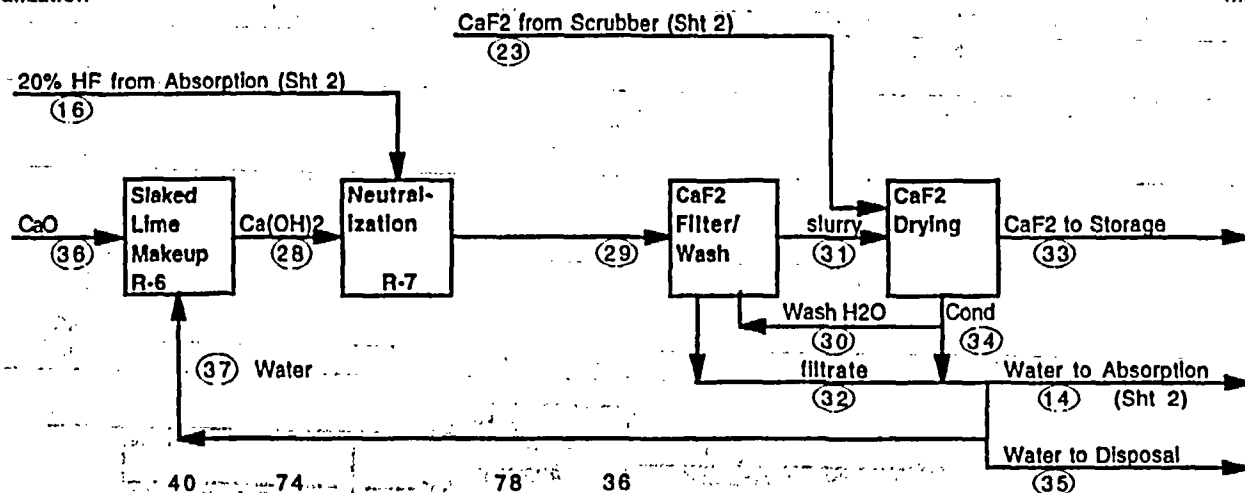 CaF2 from Scrubber (Sht 2)
23
20% HF from Absorption (Sht 2)
16
Slaked
Lime
Makeup
R-6
Neutral-
ization
R-7
CaF2
Filter/
Wash
CaF2
Drying
CaO
36
Ca(OH)2
28
29
slurry
31
CaF2 to Storage
33
Wash H2O
30
Cond
34
37 Water
filtrate
32
Water to Absorption
14 (Sht 2)
Water to Disposal
35
40 74 78 36